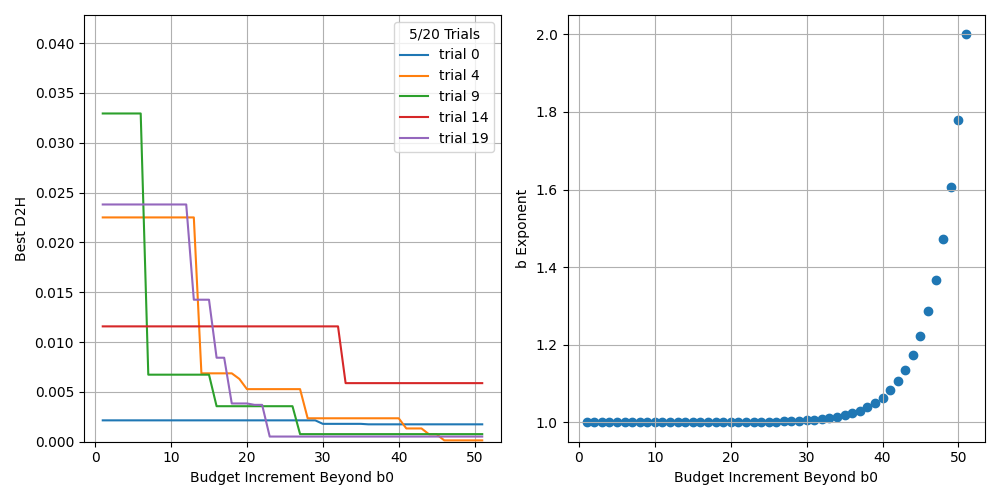 5/20 Trials
trial 0
trial 4
trial 9
trial 14
trial 19
Best D2H
0.040
0.035
0.030
0.025
0.020
0.015
0.010
0.005
0.000
0 10 20 30 40 50
Budget Increment Beyond b0
b Exponent
2.0
1.8
1.6
1.4
1.2
1.0
0 10 20 30 40 50
Budget Increment Beyond b0